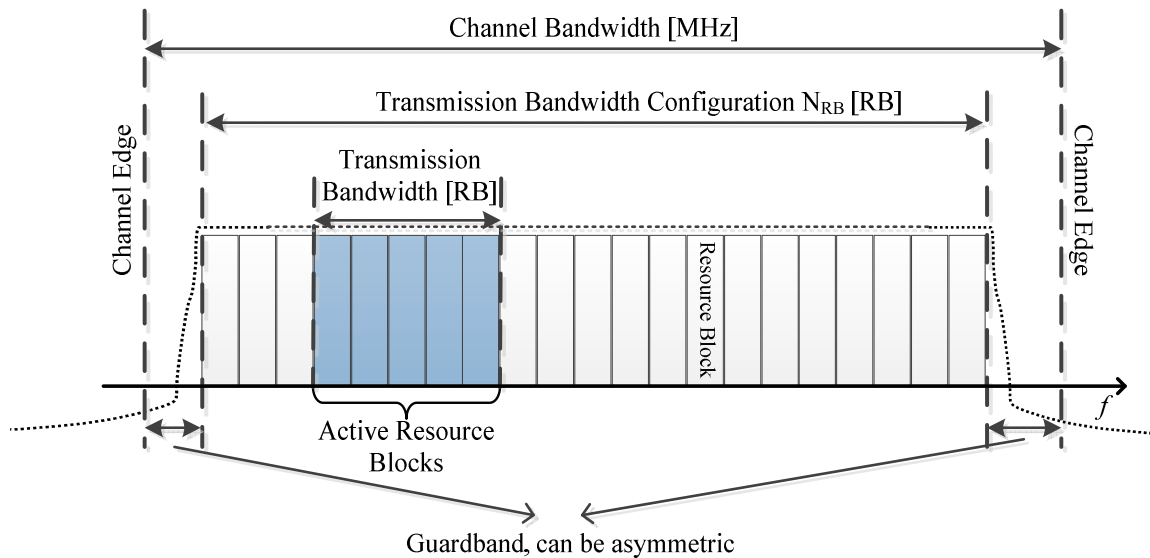 Channel Bandwidth [MHz]
Transmission Bandwidth Configuration NRB [RB]
Channel Edge
Channel Edge
Transmission
Bandwidth [RB]
Resource Block
f
Active Resource
Blocks
Guardband, can be asymmetric